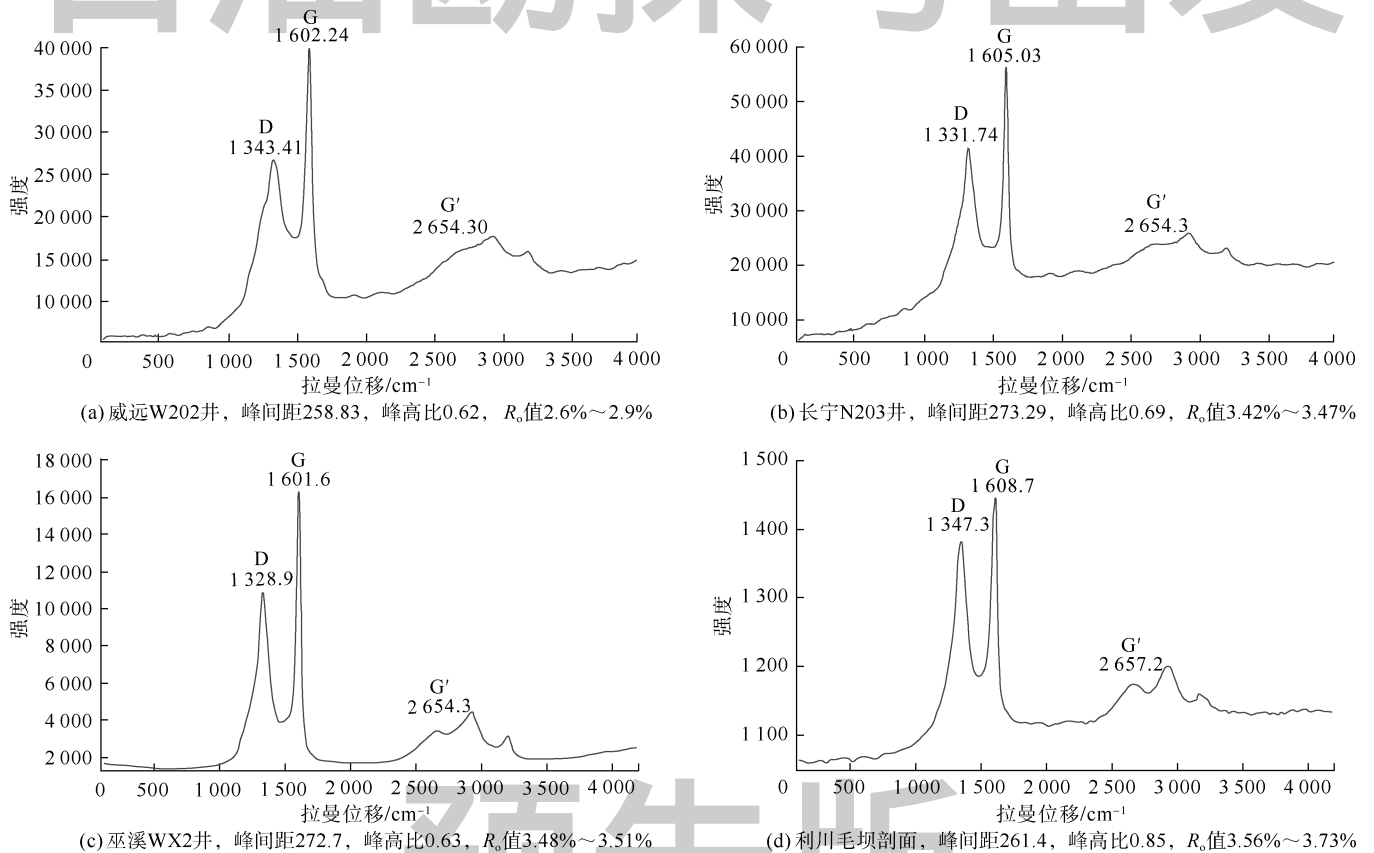 G
1 602.24
D
1 343.41
G′
2 654.30
40 000
35 000
30 000
25 000
20 000
15 000
10 000
强度
0 500 1 000 1 500 2 000 2 500 3 000 3 500 4 000
拉曼位移/cm⁻¹
(a) 威远W202井，峰间距258.83，峰高比0.62，Rₒ值2.6%～2.9%
G
1 605.03
D
1 331.74
G′
2 654.3
60 000
50 000
40 000
30 000
20 000
10 000
强度
0 500 1 000 1 500 2 000 2 500 3 000 3 500 4 000
拉曼位移/cm⁻¹
(b) 长宁N203井，峰间距273.29，峰高比0.69，Rₒ值3.42%～3.47%
G
1 601.6
D
1 328.9
G′
2 654.3
18 000
16 000
14 000
12 000
10 000
8 000
6 000
4 000
2 000
强度
0 500 1 000 1 500 2 000 2 500 3 000 3 500 4 000
拉曼位移/cm⁻¹
(c) 巫溪WX2井，峰间距272.7，峰高比0.63，Rₒ值3.48%～3.51%
G
1 608.7
D
1 347.3
G′
2 657.2
1 500
1 400
1 300
1 200
1 100
强度
0 500 1 000 1 500 2 000 2 500 3 000 3 500 4 000
拉曼位移/cm⁻¹
(d) 利川毛坝剖面，峰间距261.4，峰高比0.85，Rₒ值3.56%～3.73%